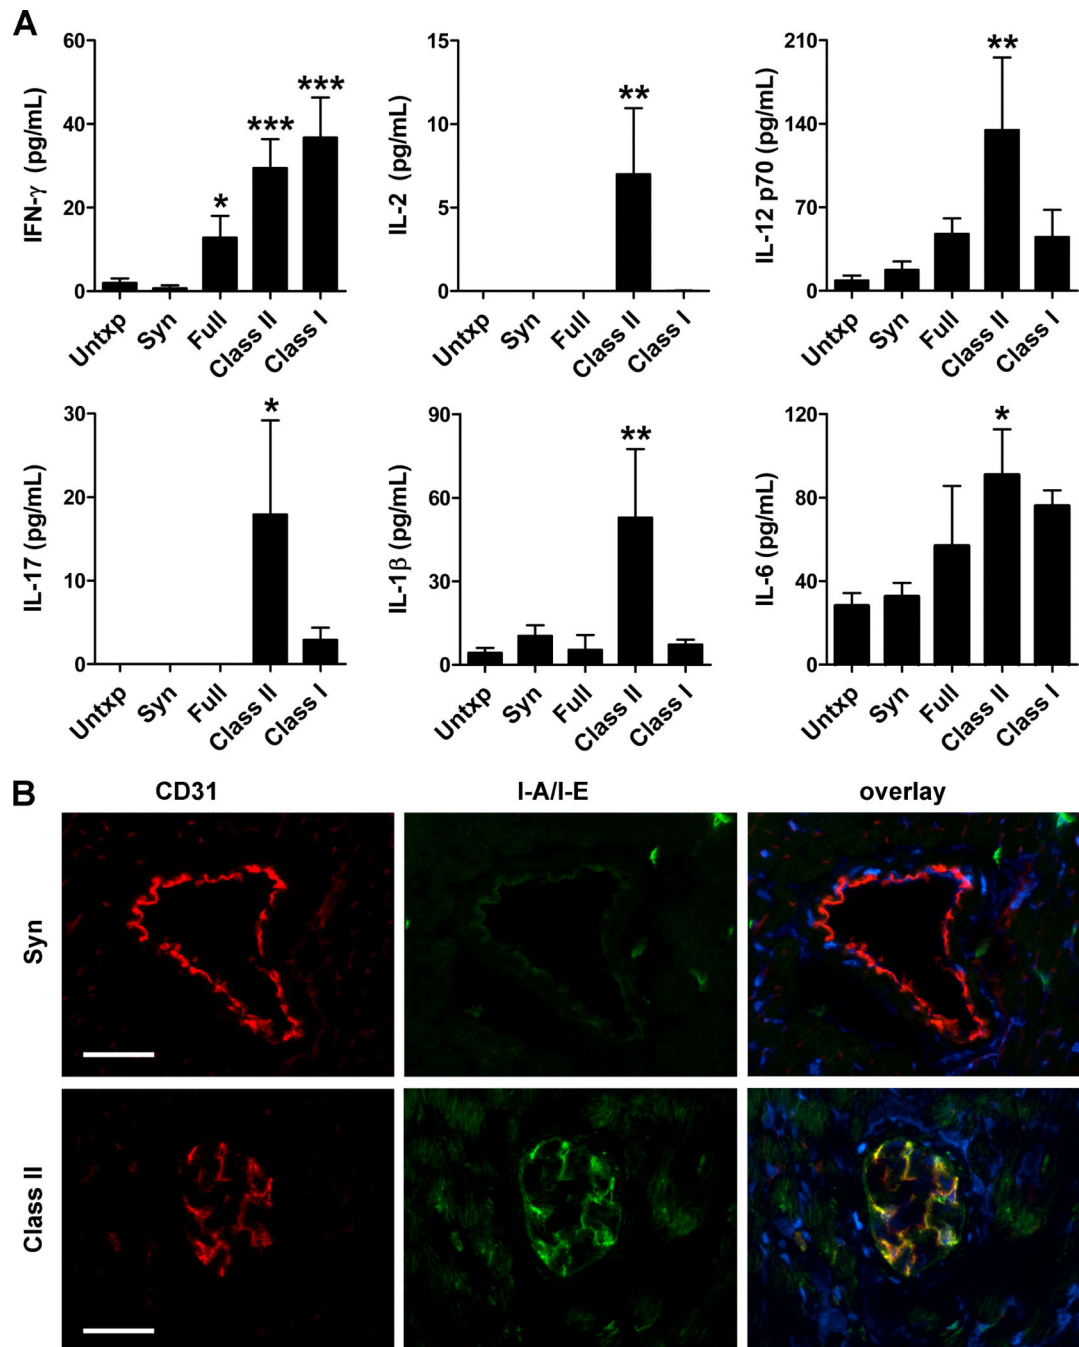 A
IFN-γ (pg/mL)
60
40
20
0
*
***
***
Untxp
Syn
Full
Class II
Class I
IL-2 (pg/mL)
15
10
5
0
**
Untxp
Syn
Full
Class II
Class I
IL-12 p70 (pg/mL)
210
140
70
0
**
Untxp
Syn
Full
Class II
Class I
IL-17 (pg/mL)
30
20
10
0
*
Untxp
Syn
Full
Class II
Class I
IL-1β (pg/mL)
90
60
30
0
**
Untxp
Syn
Full
Class II
Class I
IL-6 (pg/mL)
120
80
40
0
*
Untxp
Syn
Full
Class II
Class I
B
CD31 I-A/I-E overlay
Syn
Class II